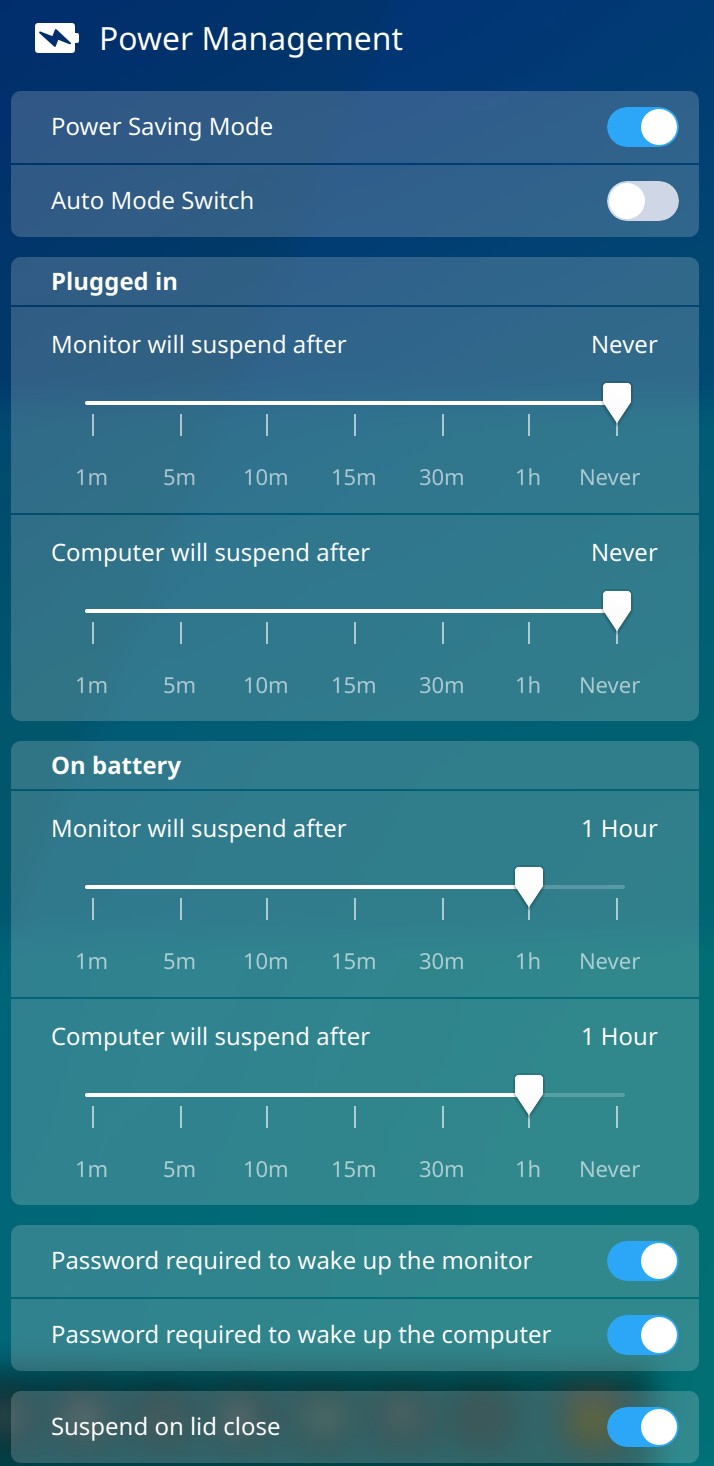 Power Management
Power Saving Mode
Auto Mode Switch
Plugged in
Monitor will suspend after Never
1m 5m 10m 15m 30m 1h Never
Computer will suspend after Never
1m 5m 10m 15m 30m 1h Never
On battery
Monitor will suspend after 1 Hour
1m 5m 10m 15m 30m 1h Never
Computer will suspend after 1 Hour
1m 5m 10m 15m 30m 1h Never
Password required to wake up the monitor
Password required to wake up the computer
Suspend on lid close